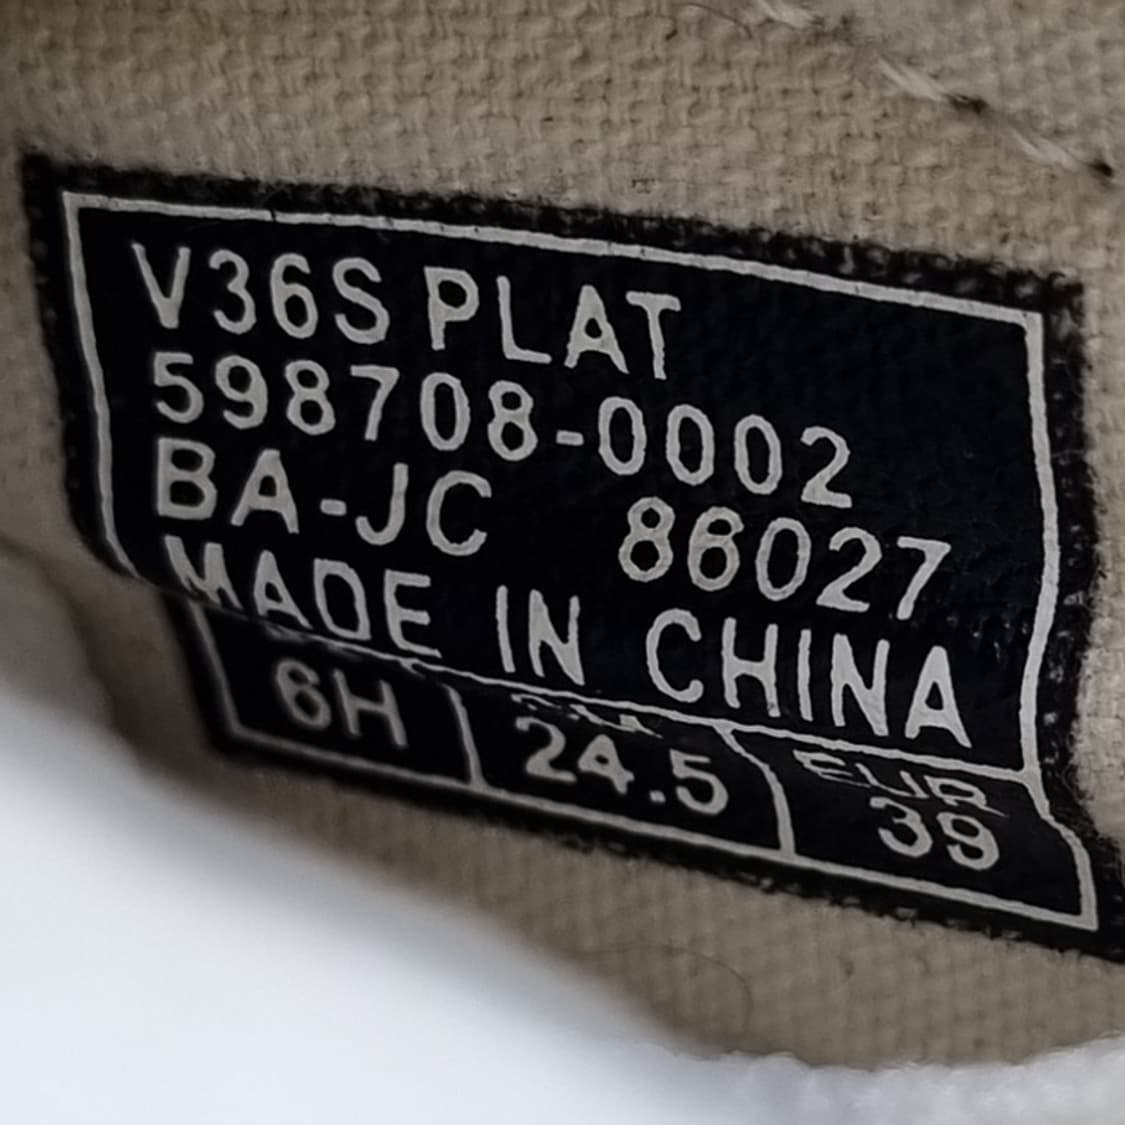 V36S PLAT
598708-0002
BA-JC 86027
MADE IN CHINA
6H 24.5 EUR
39